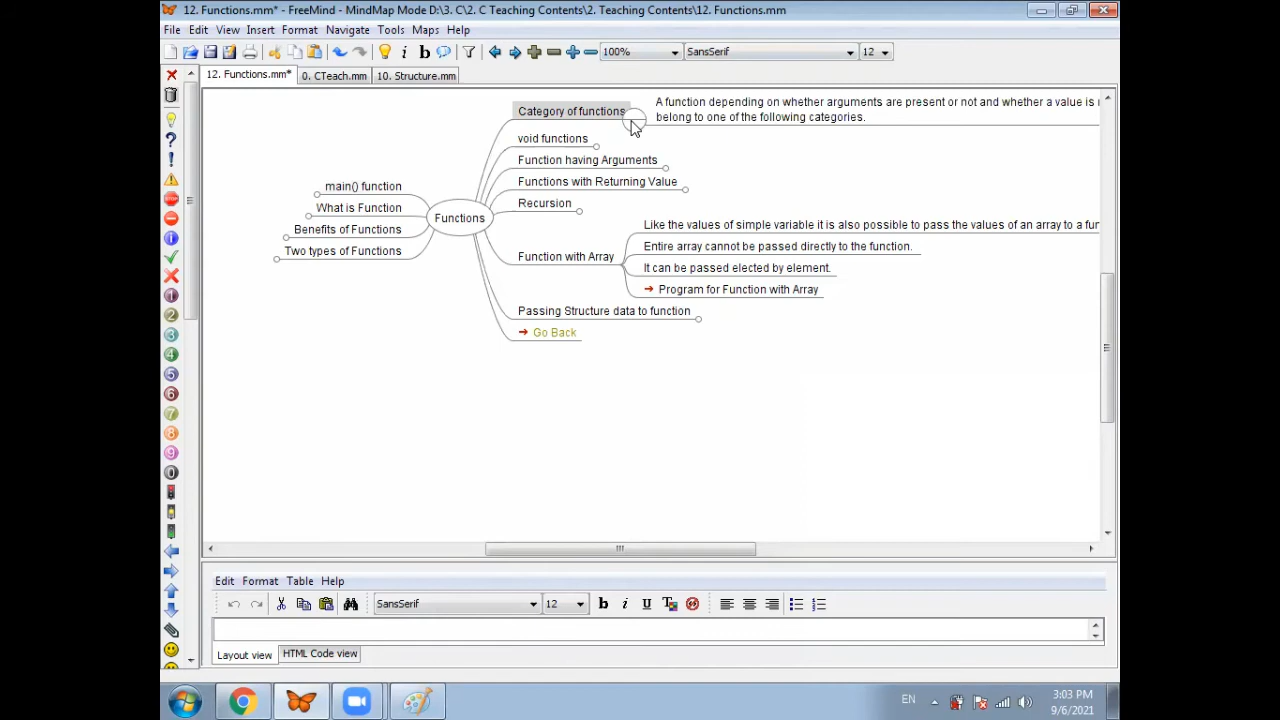 12. Functions.mm* - FreeMind - MindMap Mode D:\3. C\2. C Teaching Contents\2. Teaching Contents\12. Functions.mm
File Edit View Insert Format Navigate Tools Maps Help
100% SansSerif 12
12. Functions.mm* 0. CTeach.mm 10. Structure.mm
Category of functions
A function depending on whether arguments are present or not and whether a value is
belong to one of the following categories.
void functions
Function having Arguments
Functions with Returning Value
Recursion
main() function
What is Function
Benefits of Functions
Two types of Functions
Functions
Function with Array
Like the values of simple variable it is also possible to pass the values of an array to a
Entire array cannot be passed directly to the function.
It can be passed elected by element.
Program for Function with Array
Passing Structure data to function
Go Back
Edit Format Table Help
SansSerif 12
Layout view HTML Code view
EN
3:03 PM
9/6/2021